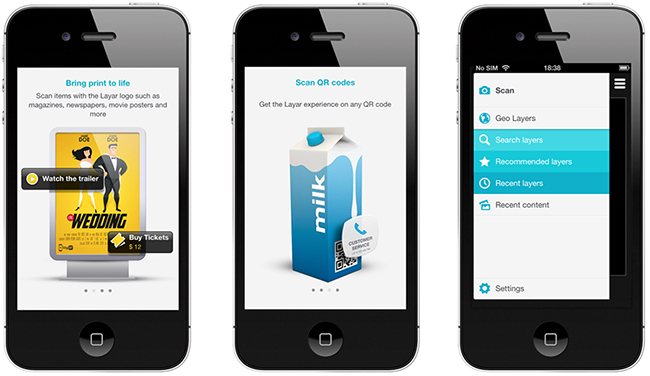 Bring print to life
Scan items with the Layar logo such as
magazines, newspapers, movie posters and
more
DOE
DOE
Watch the trailer
WEDDING
Buy Tickets
$ 12
Scan QR codes
Get the Layar experience on any QR code
milk
CUSTOMER
SERVICE
No SIM
18:38
Scan
Geo Layers
Search layers
Recommended layers
Recent layers
Recent content
Settings